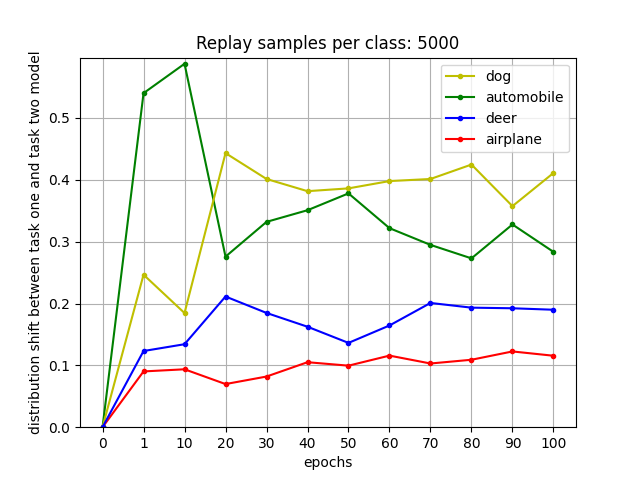 Replay samples per class: 5000
distribution shift between task one and task two model
0.5
0.4
0.3
0.2
0.1
0.0
dog
automobile
deer
airplane
0 1 10 20 30 40 50 60 70 80 90 100
epochs